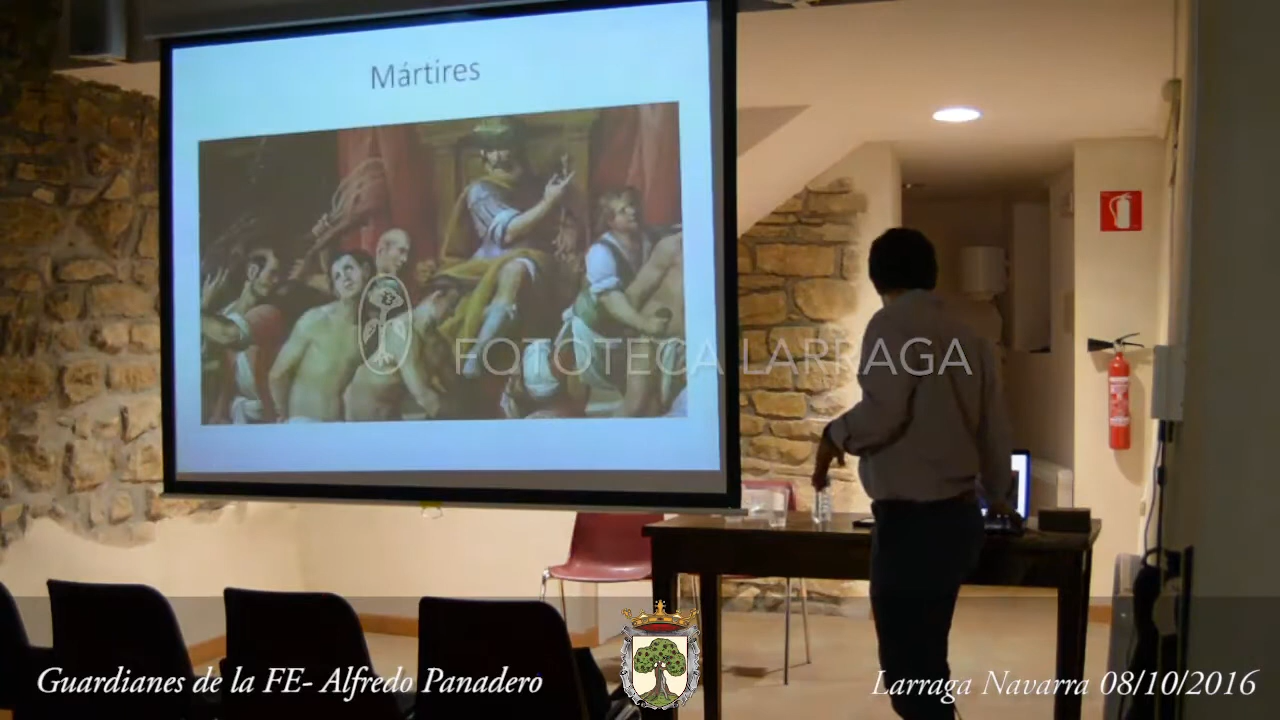 Mártires
FOTOTECA LARRAGA
Guardianes de la FE- Alfredo Panadero
Larraga Navarra 08/10/2016